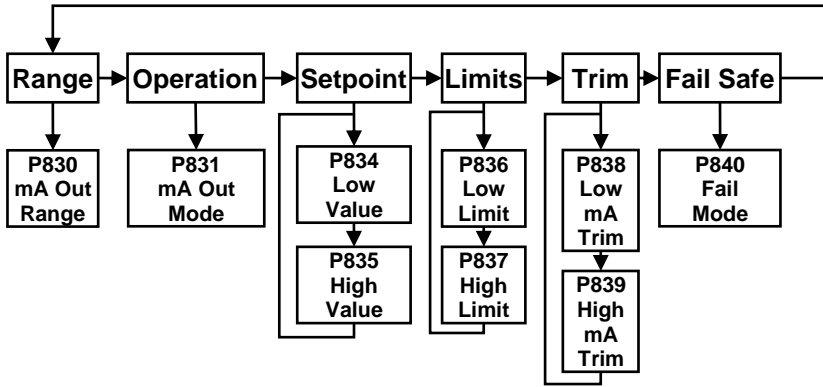 Range
Operation
Setpoint
Limits
Trim
Fail Safe
P830
mA Out
Range
P831
mA Out
Mode
P834
Low
Value
P835
High
Value
P836
Low
Limit
P837
High
Limit
P838
Low
mA
Trim
P839
High
mA
Trim
P840
Fail
Mode